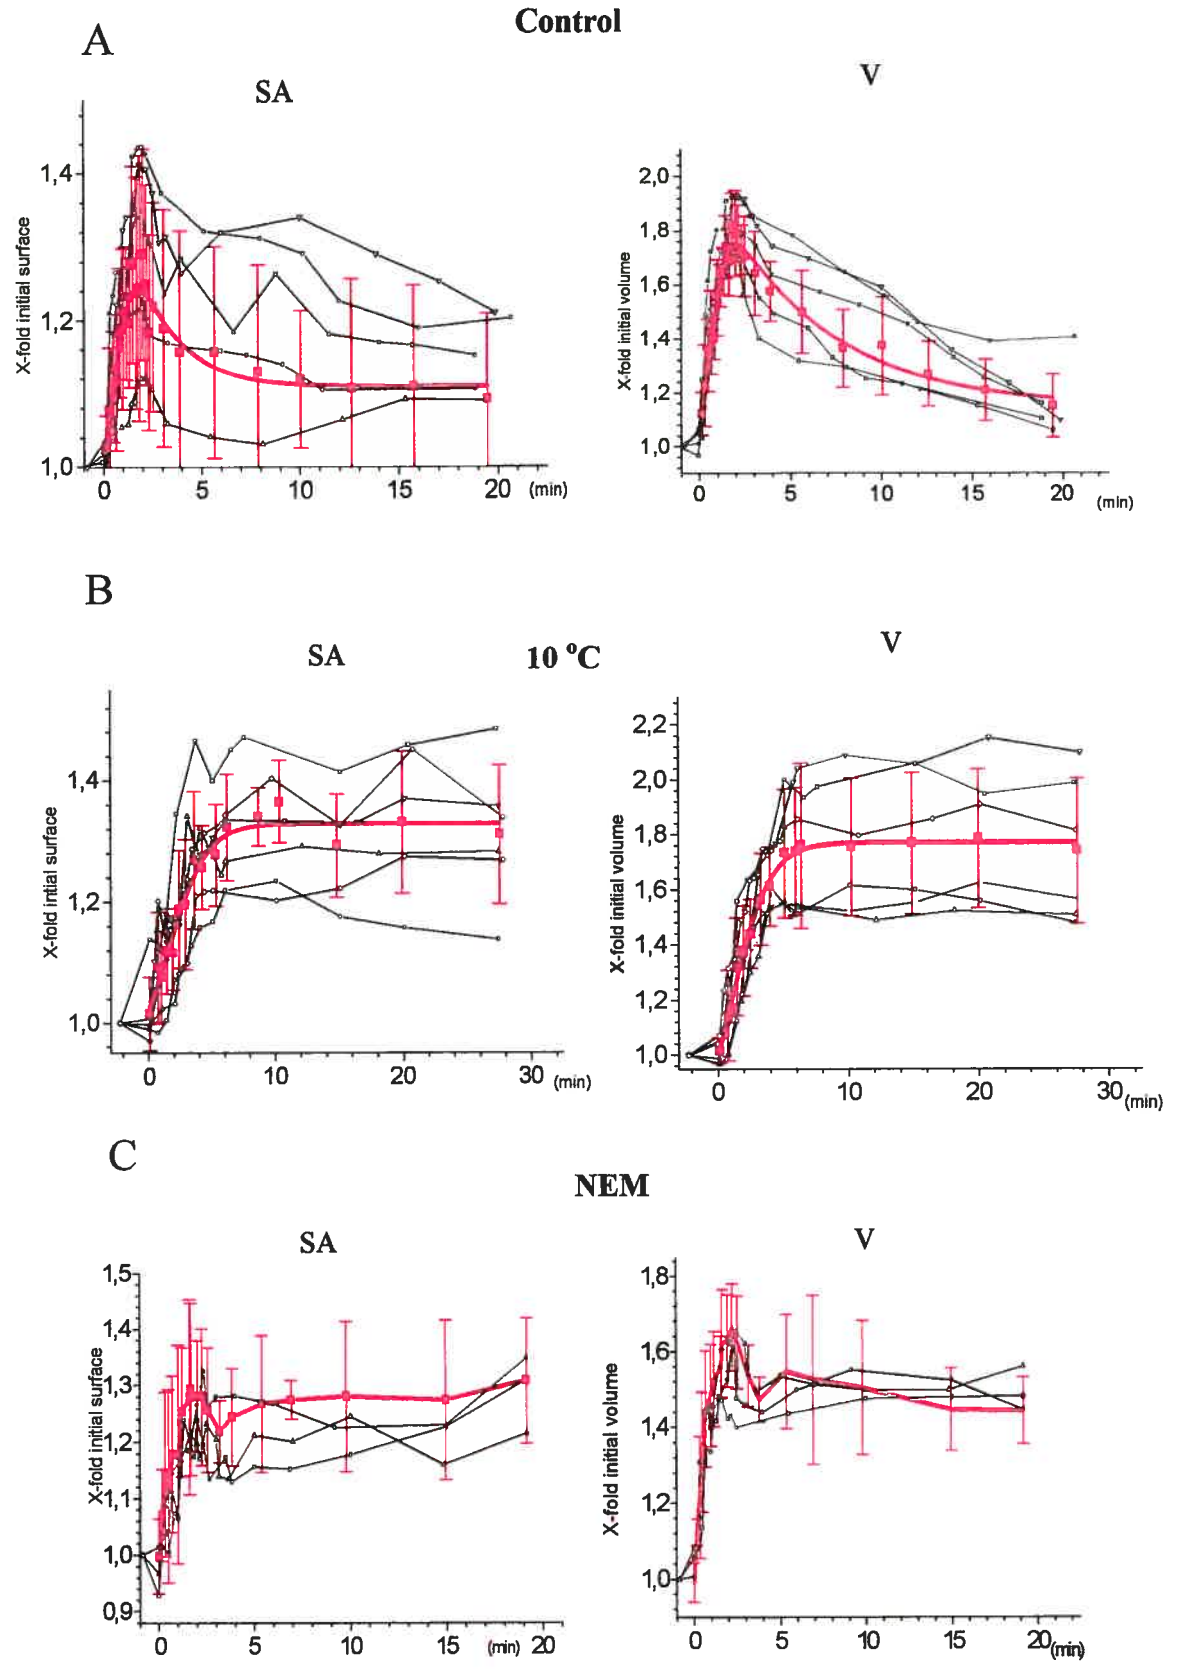 Control
A
SA
V
X-fold initial surface
1,4
1,2
1,0
0 5 10 15 20 (min)
X-fold initial volume
2,0
1,8
1,6
1,4
1,2
1,0
0 5 10 15 20
(min)
B
SA
10 °C
V
X-fold intial surface
1,4
1,2
1,0
0 10 20 30
(min)
X-fold initial volume
2,2
2,0
1,8
1,6
1,4
1,2
1,0
0 10 20 30
(min)
C
NEM
SA
V
X-fold initial surface
1,5
1,4
1,3
1,2
1,1
1,0
0,9
0 5 10 15 (min) 20
X-fold initial volume
1,8
1,6
1,4
1,2
1,0
0 5 10 15 20 (min)